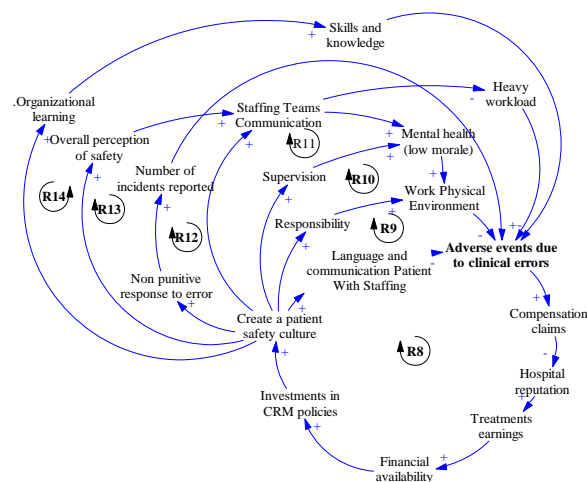 Skills and
knowledge
+
.Organizational
learning
+
Staffing Teams
Communication
+
+
Heavy
workload
-
Overall perception
of safety
+
R11
Mental health
(low morale)
+
+
Number of
incidents reported
+
Supervision
+
R10
R14
R13
R12
Work Physical
Environment
+
+
Responsibility
+
R9
-
-
+
-
Adverse events due
to clinical errors
Language and
communication Patient
With Staffing
+
-
Non punitive
response to error
+
Create a patient
safety culture
+
Compensation
claims
+
R8
-
Hospital
reputation
Investments in
CRM policies
+
+
Treatments
earnings
Financial
availability
+